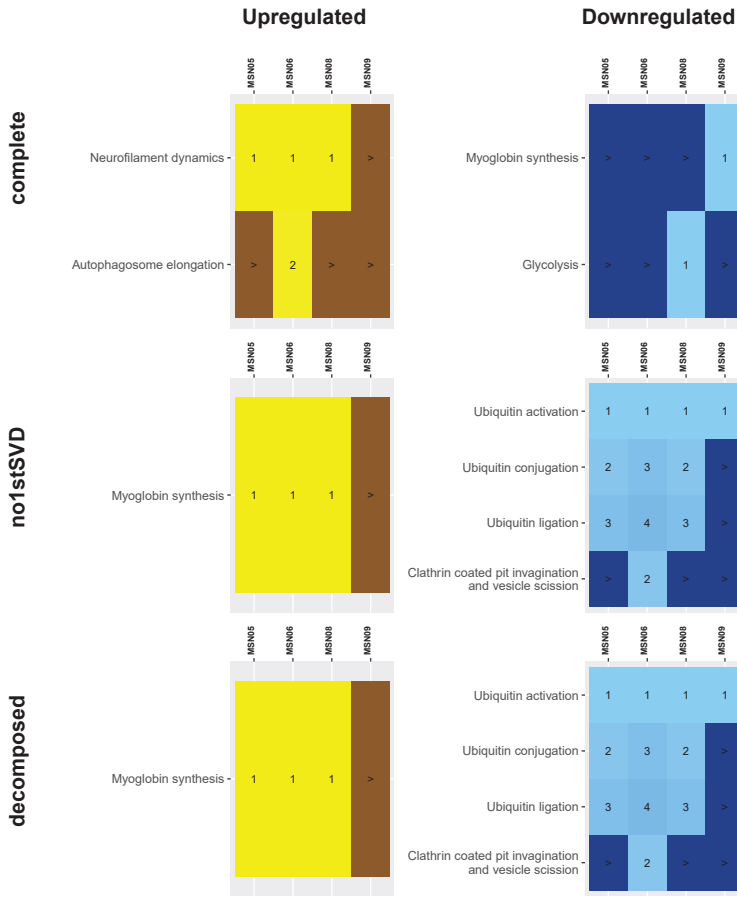 Upregulated Downregulated
complete
MSN05 MSN06 MSN08 MSN09
Neurofilament dynamics 1 1 1 >
Autophagosome elongation > 2 > >
MSN05 MSN06 MSN08 MSN09
Myoglobin synthesis > > > 1
Glycolysis > > 1 >
no1stSVD
MSN05 MSN06 MSN08 MSN09
Myoglobin synthesis 1 1 1 >
MSN05 MSN06 MSN08 MSN09
Ubiquitin activation 1 1 1 1
Ubiquitin conjugation 2 3 2 >
Ubiquitin ligation 3 4 3 >
Clathrin coated pit invagination
and vesicle scission > 2 > >
decomposed
MSN05 MSN06 MSN08 MSN09
Myoglobin synthesis 1 1 1 >
MSN05 MSN06 MSN08 MSN09
Ubiquitin activation 1 1 1 1
Ubiquitin conjugation 2 3 2 >
Ubiquitin ligation 3 4 3 >
Clathrin coated pit invagination
and vesicle scission > 2 > >